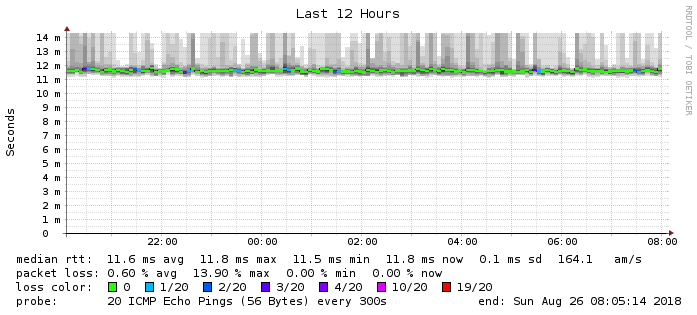 Last 12 Hours
RRDTOOL / TOBI OETIKER
Seconds
14 m
13 m
12 m
11 m
10 m
9 m
8 m
7 m
6 m
5 m
4 m
3 m
2 m
1 m
0
22:00 00:00 02:00 04:00 06:00 08:00
median rtt: 11.6 ms avg 11.8 ms max 11.5 ms min 11.8 ms now 0.1 ms sd 164.1 am/s
packet loss: 0.60 % avg 13.90 % max 0.00 % min 0.00 % now
loss color: 0 1/20 2/20 3/20 4/20 10/20 19/20
probe: 20 ICMP Echo Pings (56 Bytes) every 300s end: Sun Aug 26 08:05:14 2018